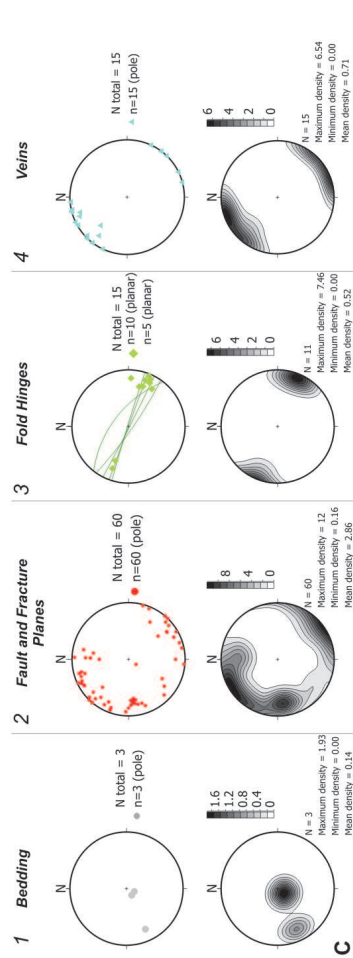 1 Bedding
N
N total = 3
n=3 (pole)
1.6
1.2
0.8
0.4
0
N = 3
Maximum density = 1.93
Minimum density = 0.00
Mean density = 0.14
C
2 Fault and Fracture
Planes
N
N total = 60
n=60 (pole)
8
4
0
N = 60
Maximum density = 12
Minimum density = 0.16
Mean density = 2.86
3 Fold Hinges
N
N total = 15
n=10 (planar)
n=5 (planar)
6
4
2
0
N = 11
Maximum density = 7.46
Minimum density = 0.00
Mean density = 0.52
4 Veins
N
N total = 15
n=15 (pole)
6
4
2
0
N = 15
Maximum density = 6.54
Minimum density = 0.00
Mean density = 0.71